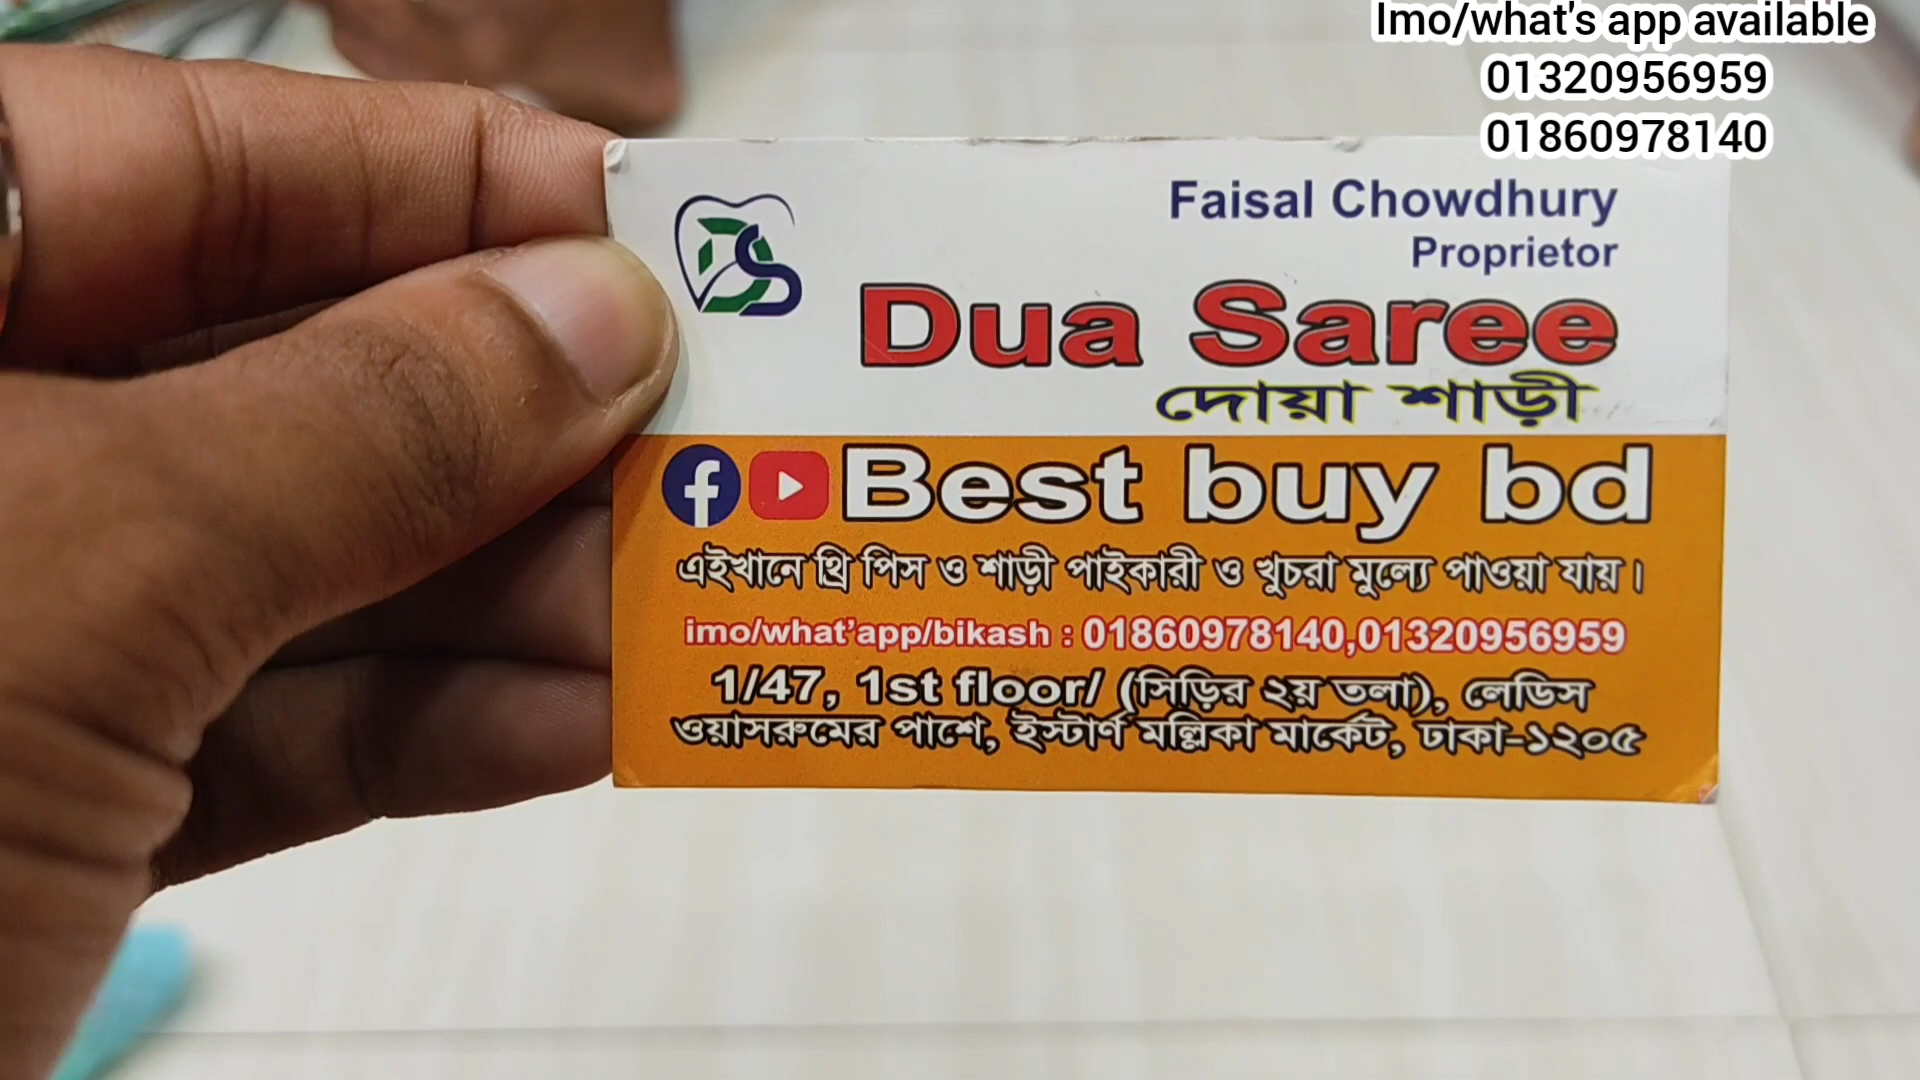 Imo/what's app available
01320956959
01860978140
DS
Faisal Chowdhury
Proprietor
Dua Saree
দোয়া শাড়ী
f Best buy bd
এইখানে থ্রি পিস ও শাড়ী পাইকারী ও খুচরা মুল্যে পাওয়া যায়।
imo/what'app/bikash : 01860978140,01320956959
1/47, 1st floor/ (সিড়ির ২য় তলা), লেডিস
ওয়াসরুমের পাশে, ইস্টার্ণ মল্লিকা মার্কেট, ঢাকা-১২০৫